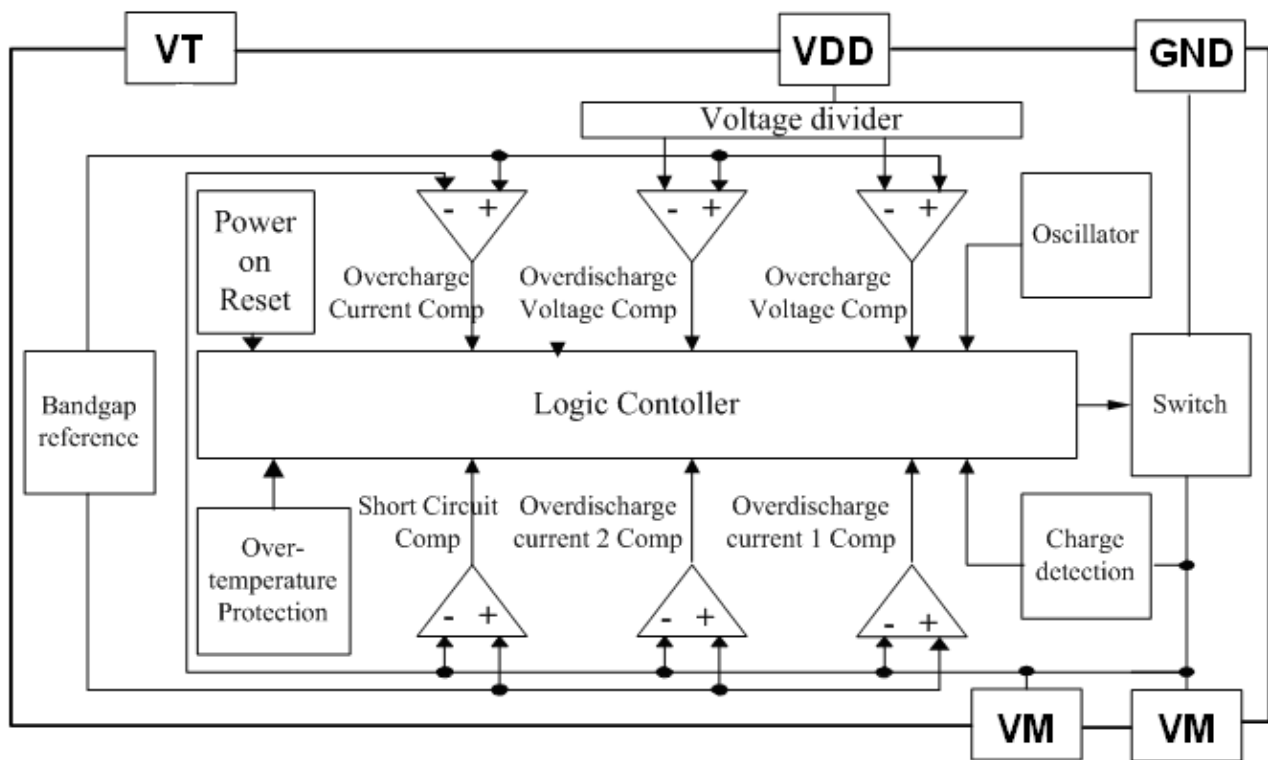 VT
VDD
GND
Voltage divider
- +
- +
- +
Power
on
Reset
Oscillator
Overcharge
Current Comp
Overdischarge
Voltage Comp
Overcharge
Voltage Comp
Bandgap
reference
Logic Contoller
Switch
Short Circuit
Comp
Overdischarge
current 2 Comp
Overdischarge
current 1 Comp
Over-
temperature
Protection
Charge
detection
- +
- +
- +
VM
VM